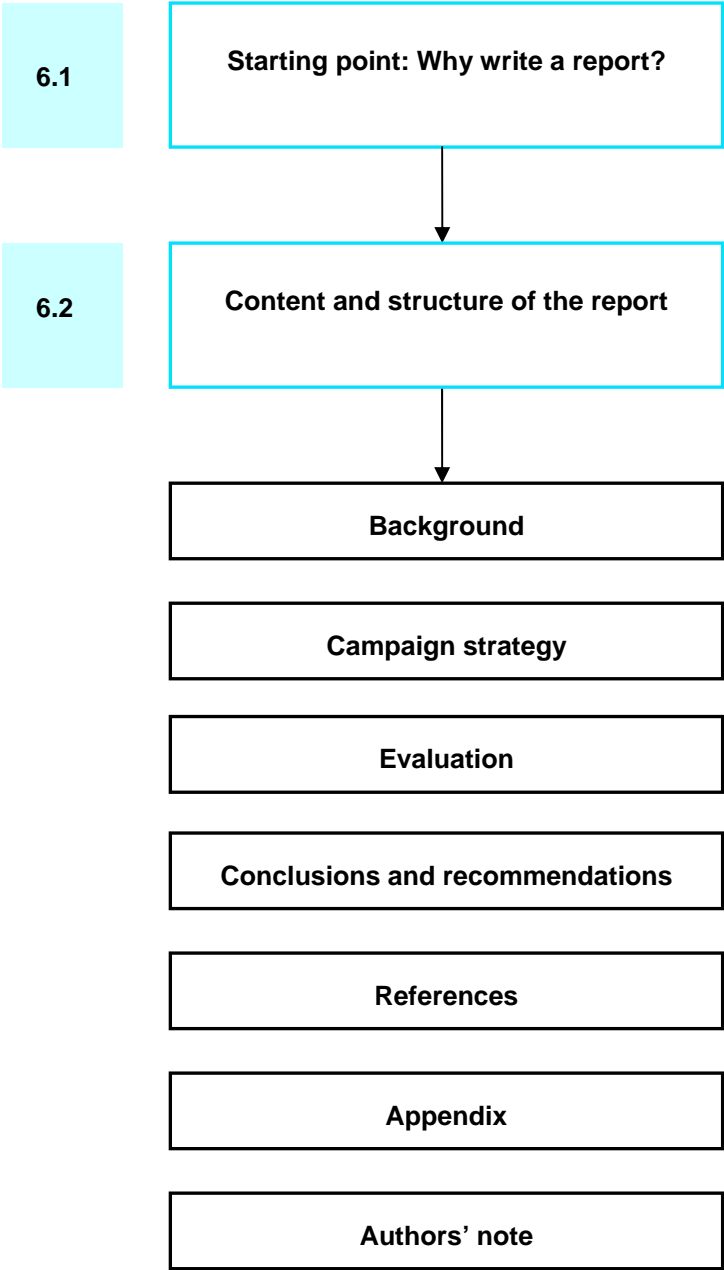 6.1
Starting point: Why write a report?
6.2
Content and structure of the report
Background
Campaign strategy
Evaluation
Conclusions and recommendations
References
Appendix
Authors’ note